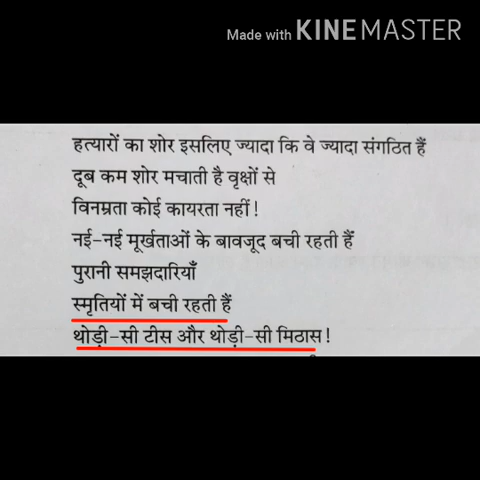 Made with KINEMASTER
हत्यारों का शोर इसलिए ज्यादा कि वे ज्यादा संगठित हैं
दूब कम शोर मचाती है वृक्षों से
विनम्रता कोई कायरता नहीं!
नई-नई मूर्खताओं के बावजूद बची रहती हैं
पुरानी समझदारियाँ
स्मृतियों में बची रहती हैं
थोड़ी-सी टीस और थोड़ी-सी मिठास!